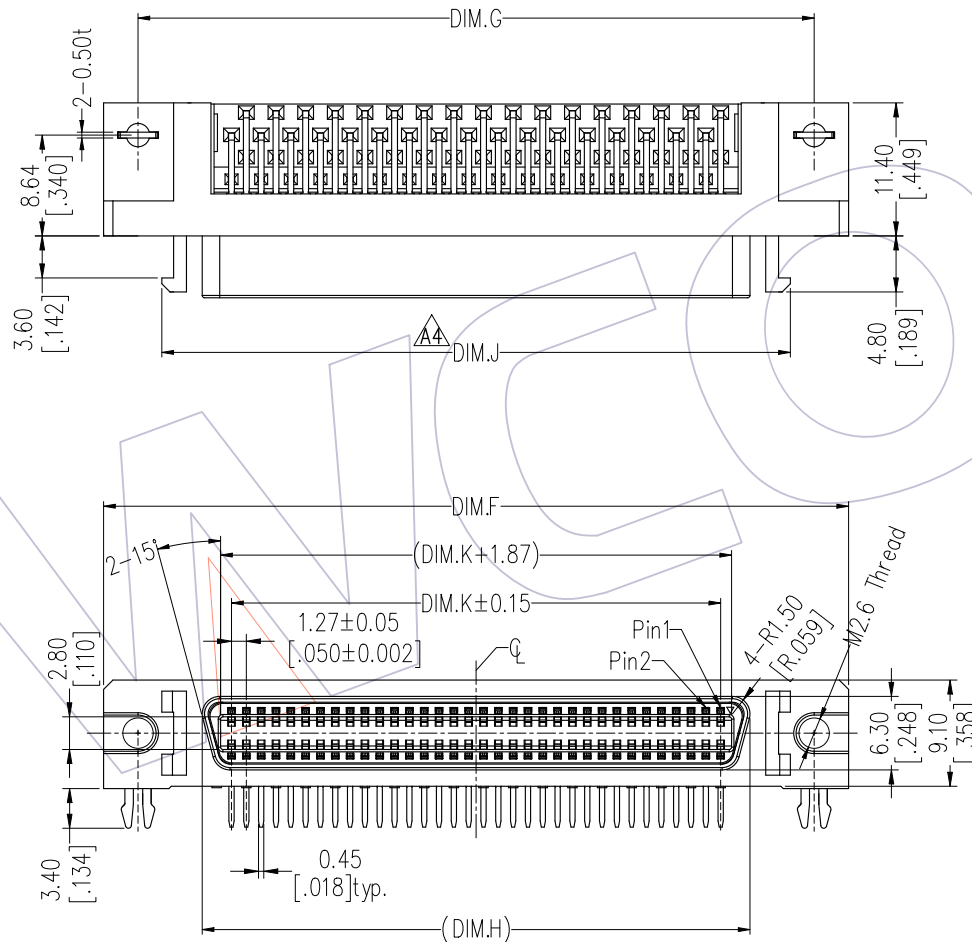 DIM.G
2-0.50t
8.64
[.340]
11.40
[.449]
3.60
[.142]
4.80
[.189]
A4
DIM.J
WCO
DIM.F
2-15°
(DIM.K+1.87)
DIM.K±0.15
1.27±0.05
[.050±0.002]
Pin1
Pin2
CL
4-R1.50
[R.059]
M2.6 Thread
2.80
[.110]
6.30
[.248]
9.10
[.358]
3.40
[.134]
0.45
[.018]typ.
(DIM.H)